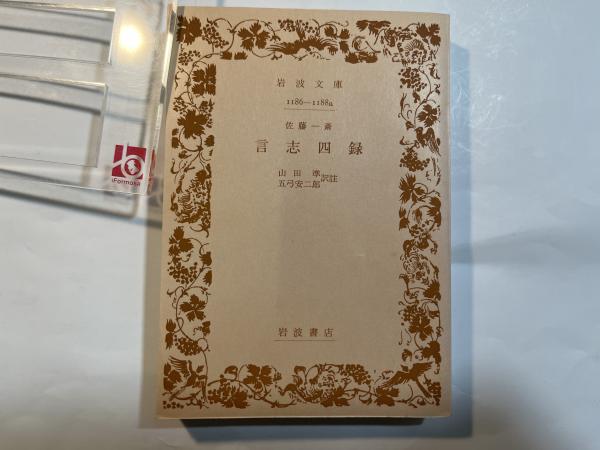 岩波文庫
1186—1188a
佐藤一斎
言志四録
山田準
五弓安二郎
訳註
岩波書店
iFormosa